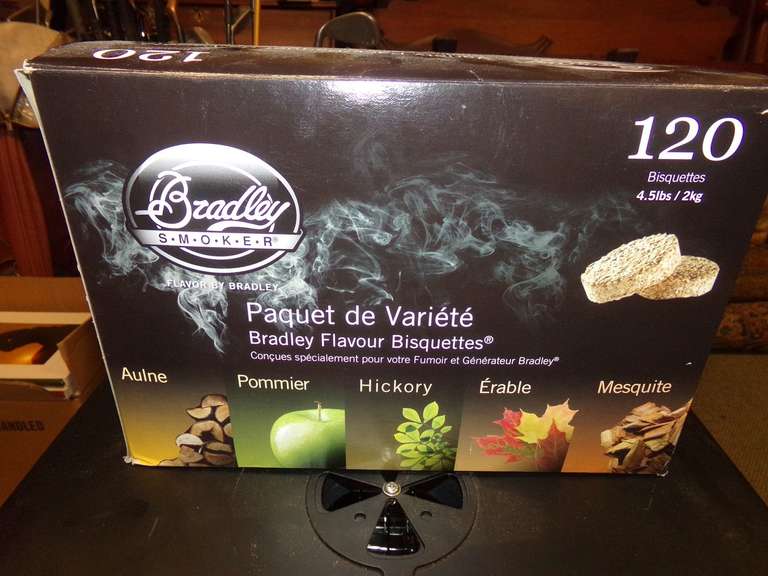 120
Bradley
S•M•O•K•E•R®
FLAVOR BY BRADLEY
120
Bisquettes
4.5lbs / 2kg
Paquet de Variété
Bradley Flavour Bisquettes®
Conçues spécialement pour votre Fumoir et Générateur Bradley®
Aulne
Pommier
Hickory
Érable
Mesquite